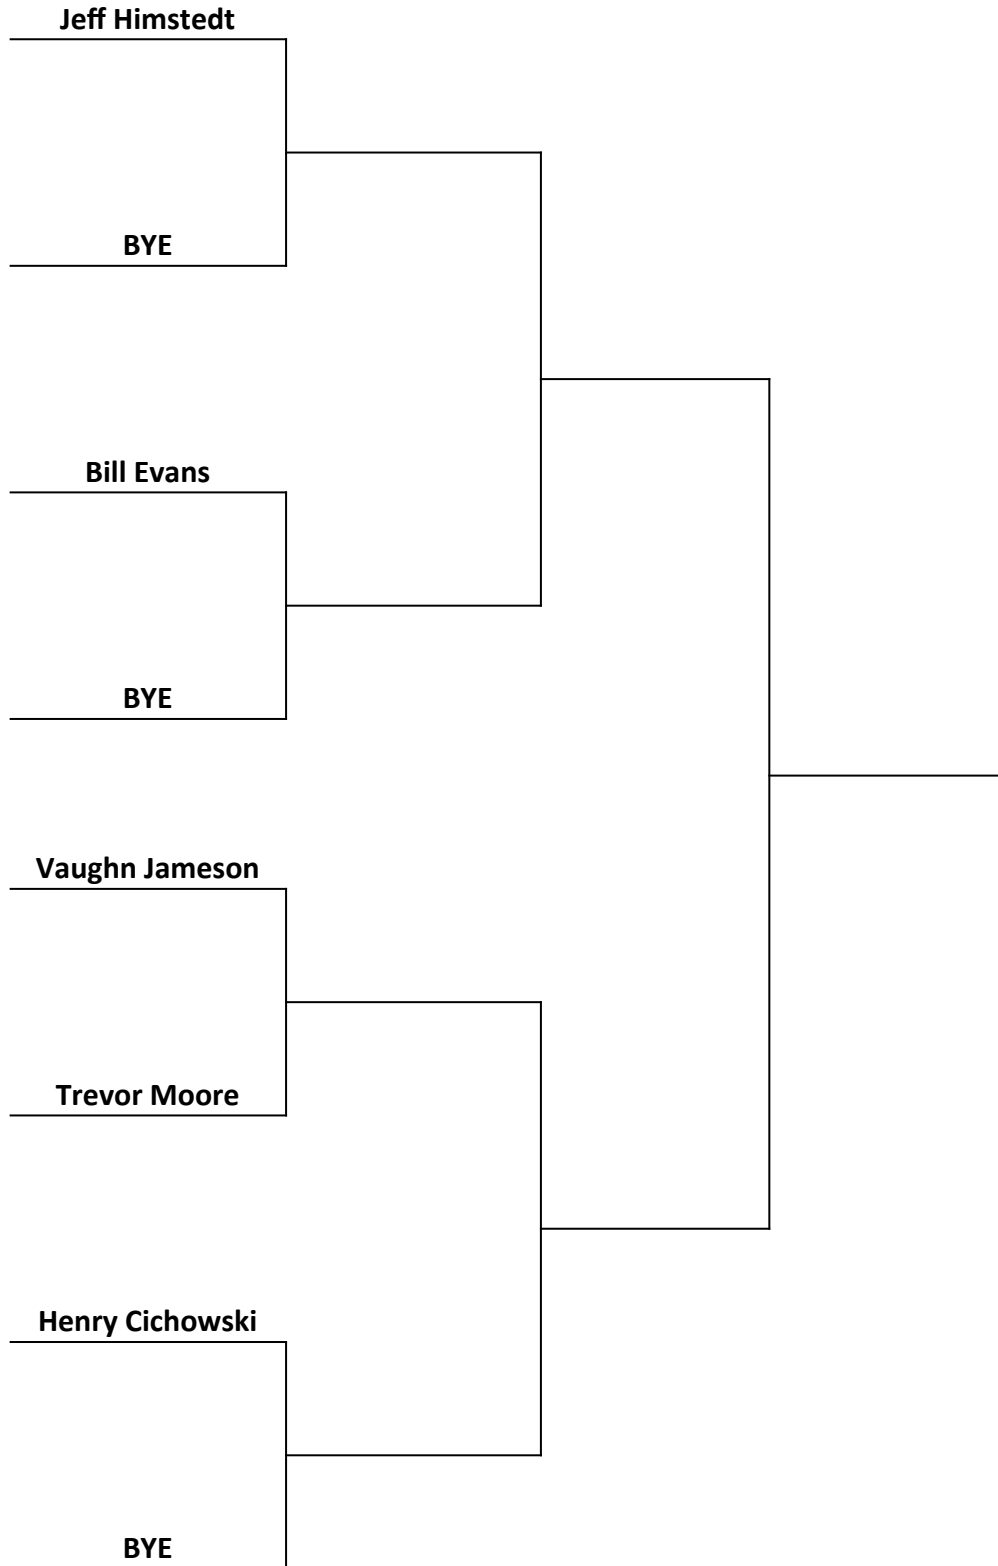 Jeff Himstedt
BYE
Bill Evans
BYE
Vaughn Jameson
Trevor Moore
Henry Cichowski
BYE